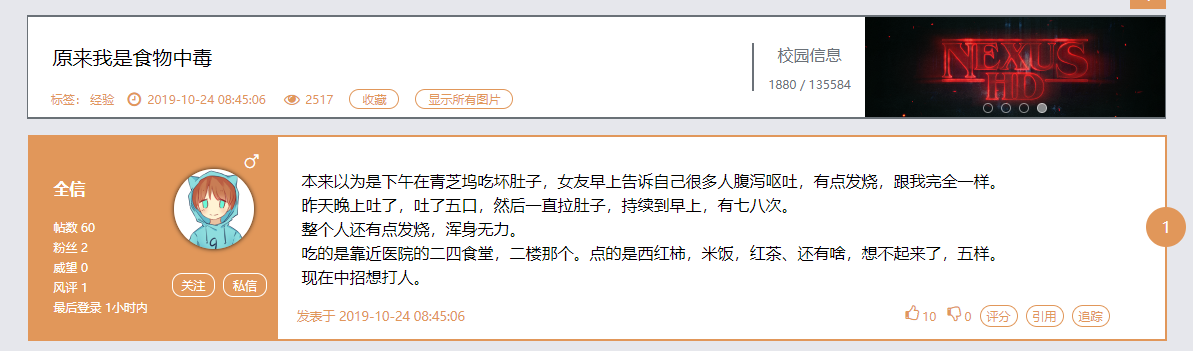 原来我是食物中毒
标签： 经验 2019-10-24 08:45:06 2517 收藏 显示所有图片
校园信息
1880 / 135584
NEXUS
HD
全信
帖数 60
粉丝 2
威望 0
风评 1
最后登录 1小时内
关注 私信
本来以为是下午在青芝坞吃坏肚子，女友早上告诉自己很多人腹泻呕吐，有点发烧，跟我完全一样。
昨天晚上吐了，吐了五口，然后一直拉肚子，持续到早上，有七八次。
整个人还有点发烧，浑身无力。
吃的是靠近医院的二四食堂，二楼那个。点的是西红柿，米饭，红茶、还有啥，想不起来了，五样。
现在中招想打人。
发表于 2019-10-24 08:45:06 10 0 评分 引用 追踪
1